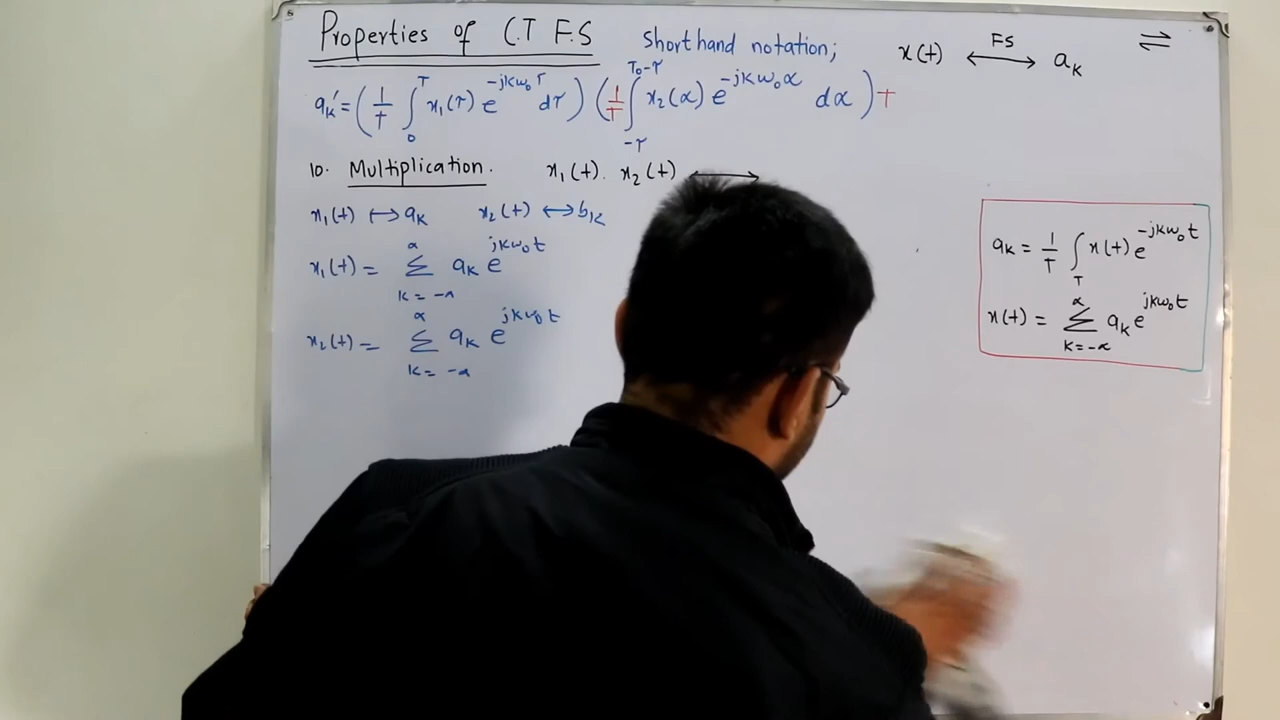 Properties of C.T F.S
Shorthand notation; x(t) ⟷ aₖ ⇌
FS
aₖ' = (1/T ∫₀ᵀ x₁(τ) e^{-jkω₀τ} dτ) (1/T ∫_{-τ}^{T₀-τ} x₂(α) e^{-jkω₀α} dα) T
10. Multiplication. x₁(t). x₂(t) ⟷
x₁(t) ↔ aₖ x₂(t) ↔ bₖ
x₁(t) = Σ_{k=-∞}^{∞} aₖ e^{jkω₀t}
x₂(t) = Σ_{k=-∞}^{∞} aₖ e^{jkω₀t}
aₖ = 1/T ∫_T x(t) e^{-jkω₀t}
x(t) = Σ_{k=-∞}^{∞} aₖ e^{jkω₀t}